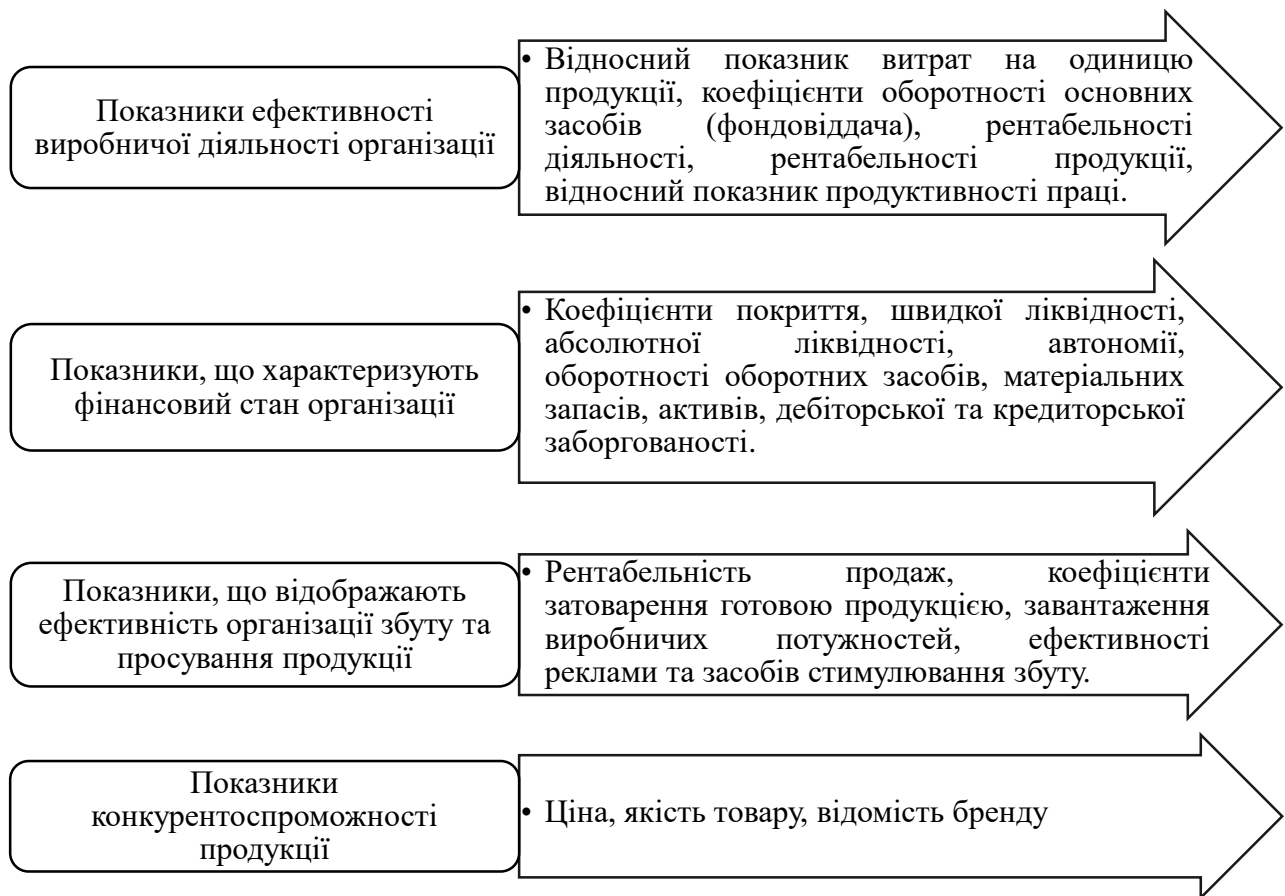 Показники ефективності
виробничої діяльності організації
• Відносний показник витрат на одиницю
продукції, коефіцієнти оборотності основних
засобів (фондовіддача), рентабельності
діяльності, рентабельності продукції,
відносний показник продуктивності праці.
Показники, що характеризують
фінансовий стан організації
• Коефіцієнти покриття, швидкої ліквідності,
абсолютної ліквідності, автономії,
оборотності оборотних засобів, матеріальних
запасів, активів, дебіторської та кредиторської
заборгованості.
Показники, що відображають
ефективність організації збуту та
просування продукції
• Рентабельність продаж, коефіцієнти
затоварення готовою продукцією, завантаження
виробничих потужностей, ефективності
реклами та засобів стимулювання збуту.
Показники
конкурентоспроможності
продукції
• Ціна, якість товару, відомість бренду